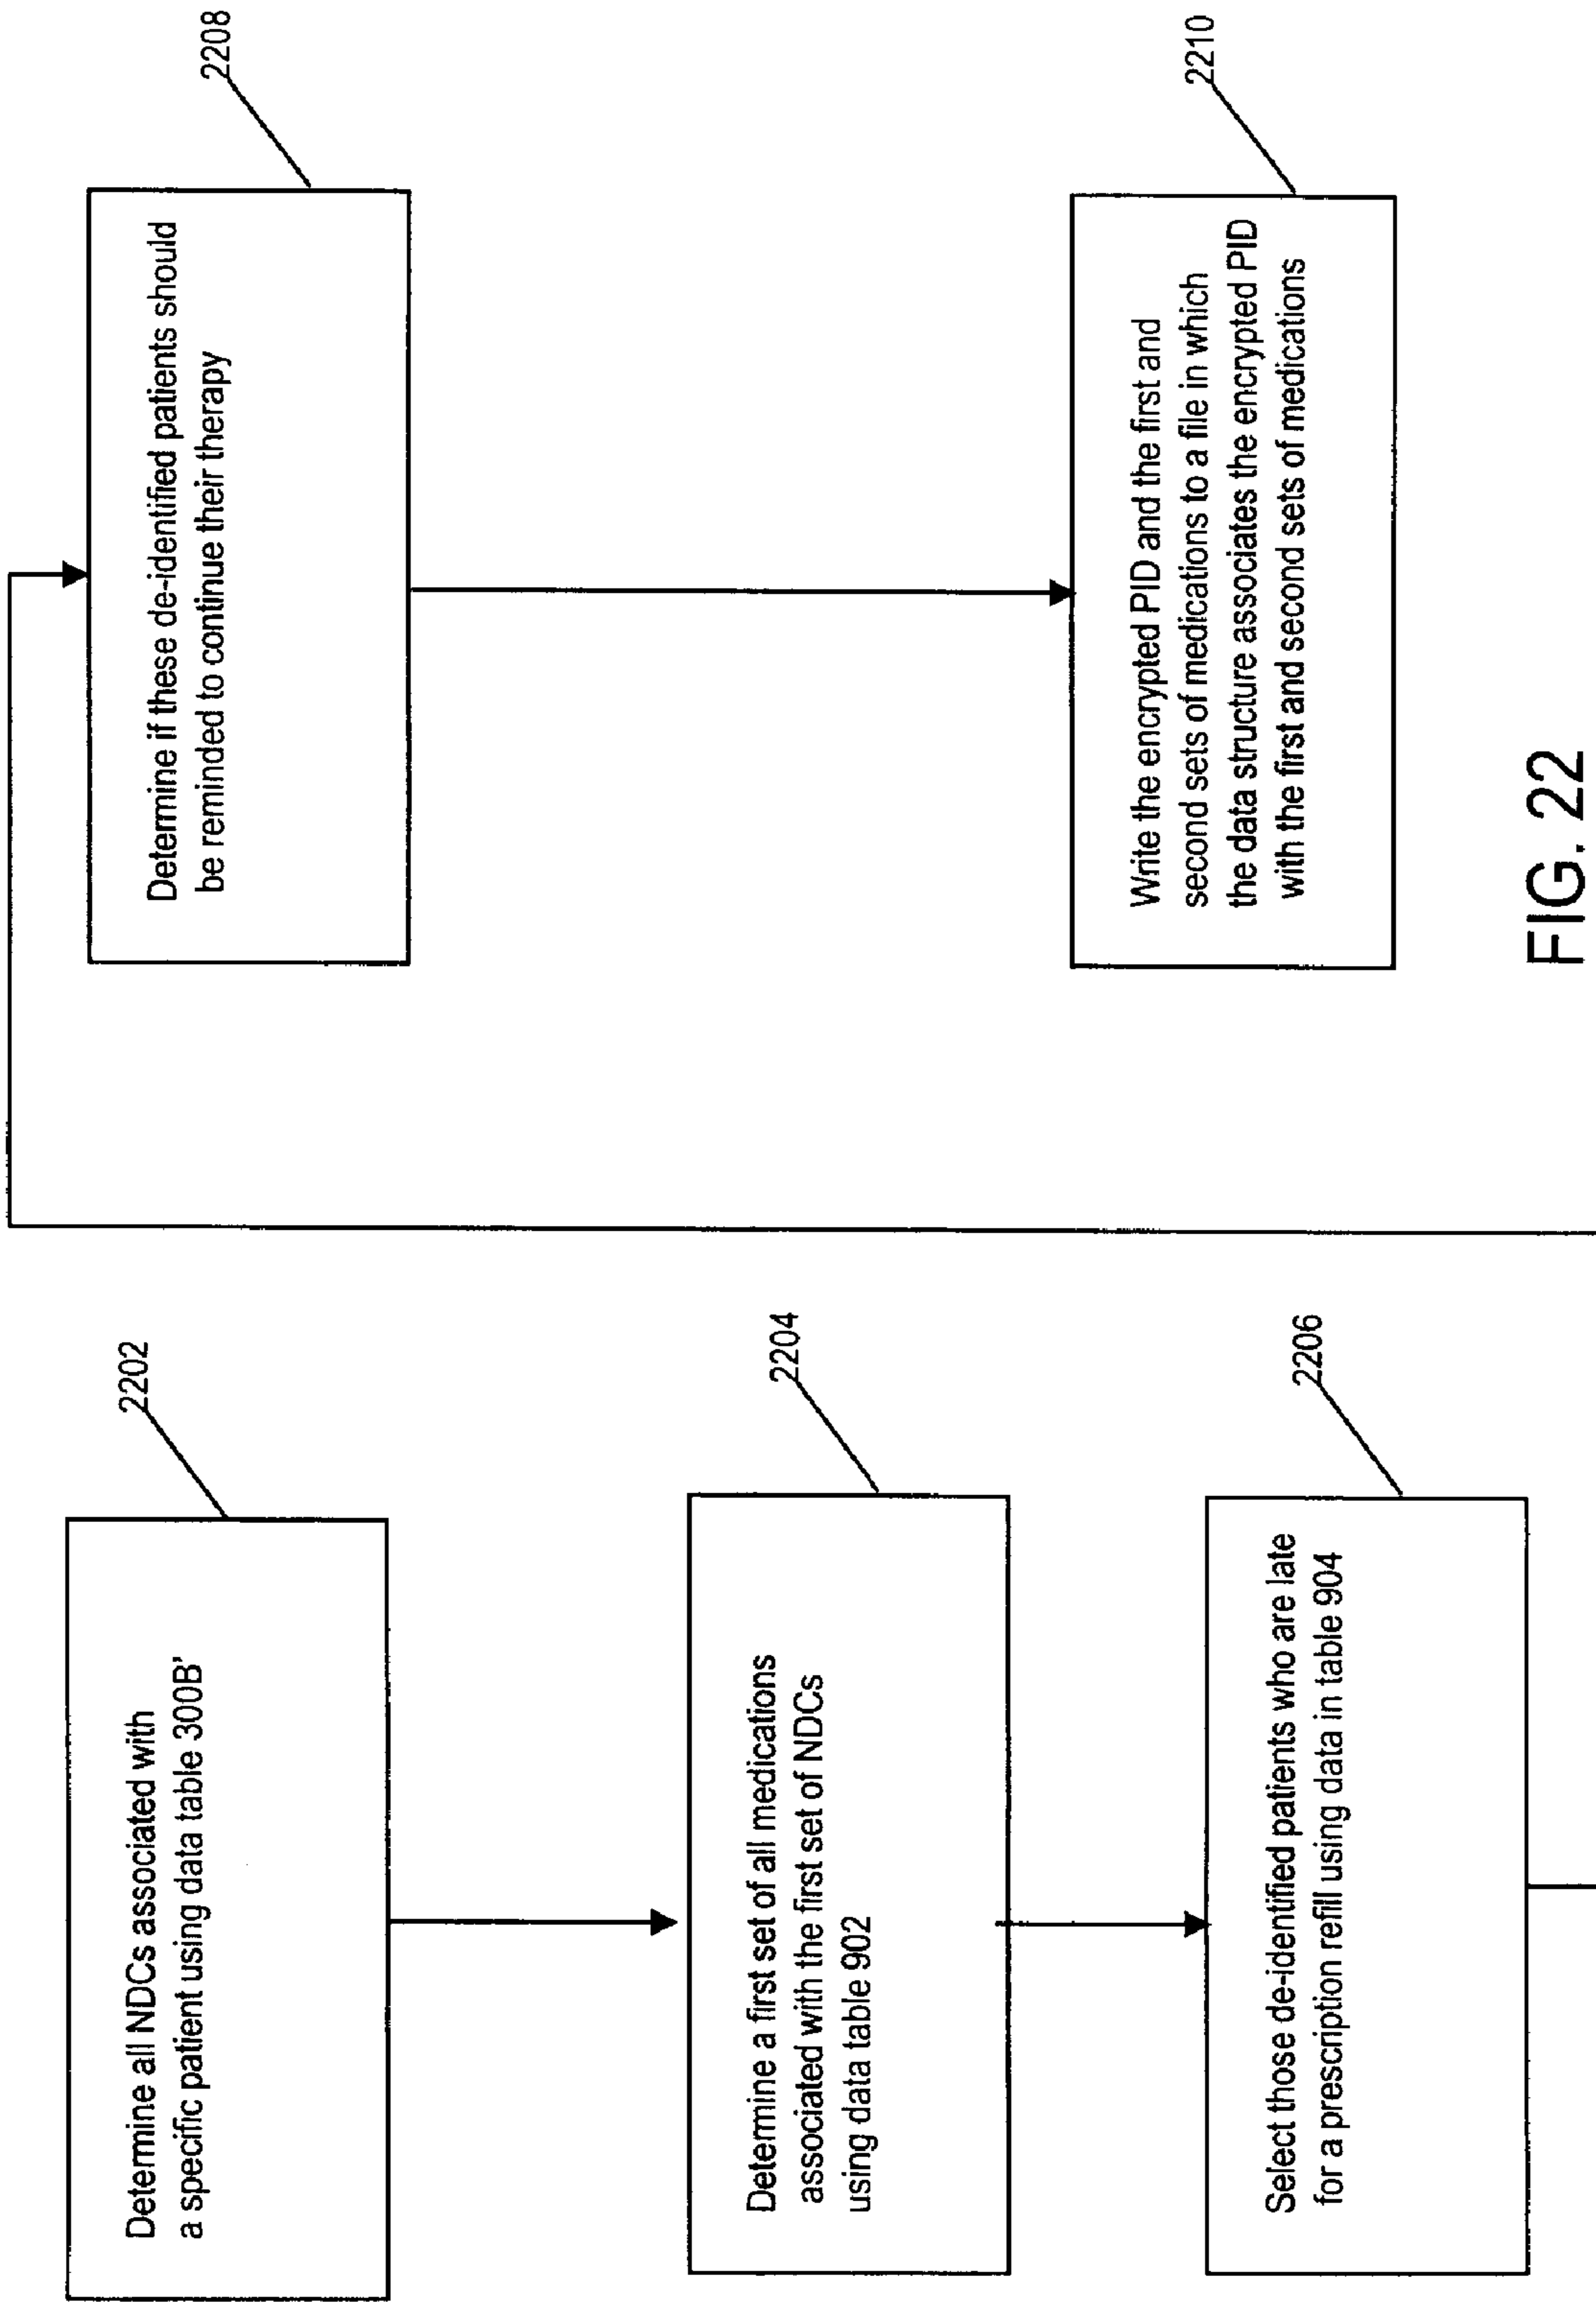 2202
Determine all NDCs associated with
a specific patient using data table 300B'
2204
Determine a first set of all medications
associated with the first set of NDCs
using data table 902
2206
Select those de-identified patients who are late
for a prescription refill using data in table 904
2208
Determine if these de-identified patients should
be reminded to continue their therapy
2210
Write the encrypted PID and the first and
second sets of medications to a file in which
the data structure associates the encrypted PID
with the first and second sets of medications
FIG. 22